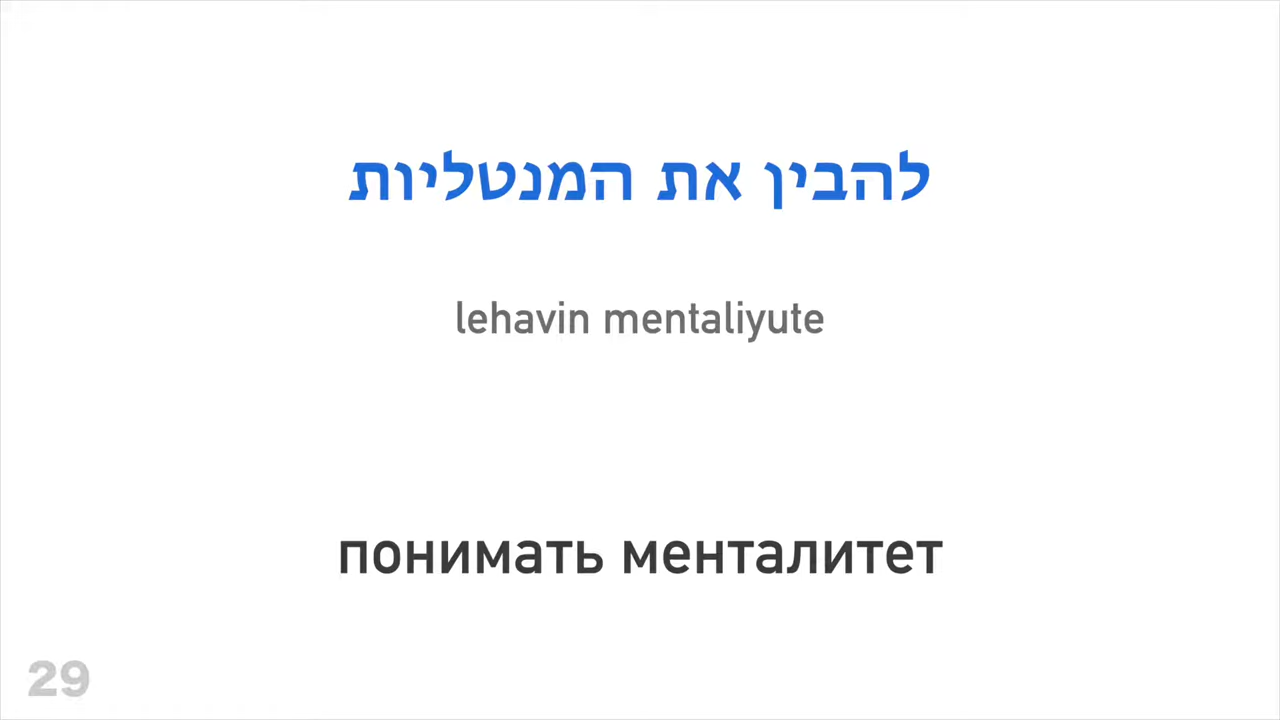 להבין את המנטליות
lehavin mentaliyute
понимать менталитет
29